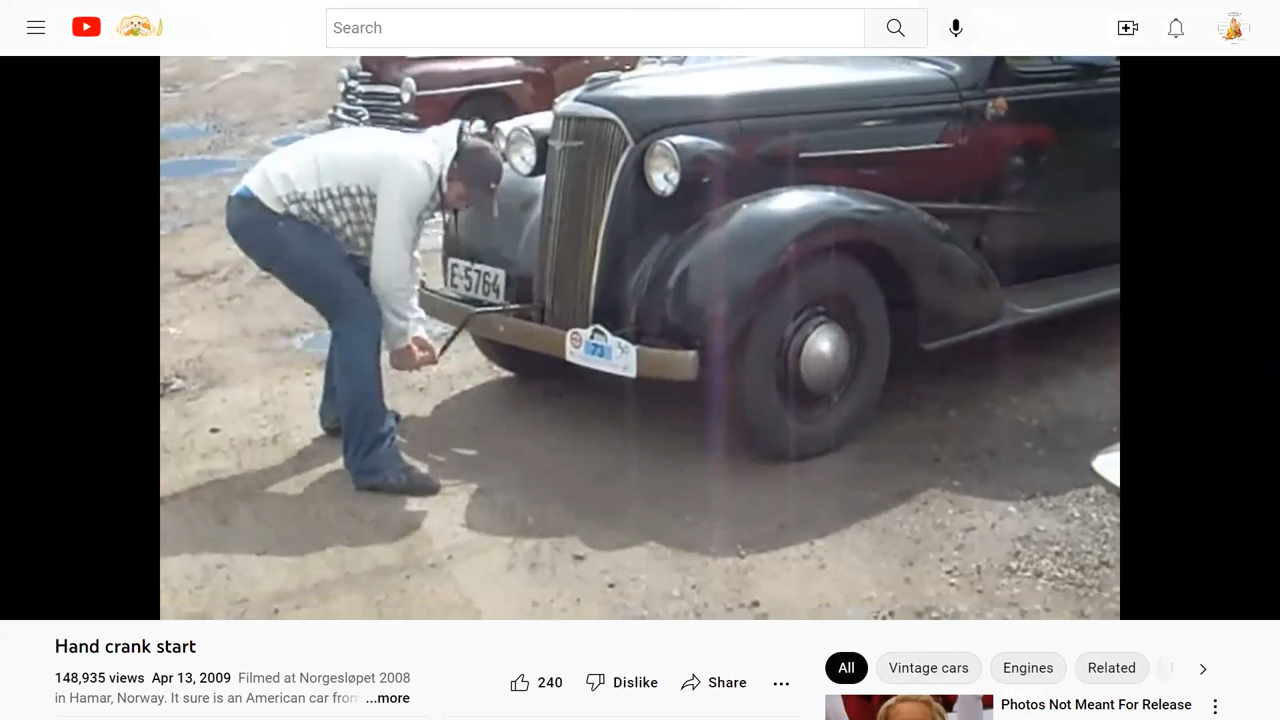 Search
E-5764
73
Hand crank start
148,935 views Apr 13, 2009 Filmed at Norgesløpet 2008
in Hamar, Norway. It sure is an American car from ...more
240 Dislike Share
All Vintage cars Engines Related
Photos Not Meant For Release